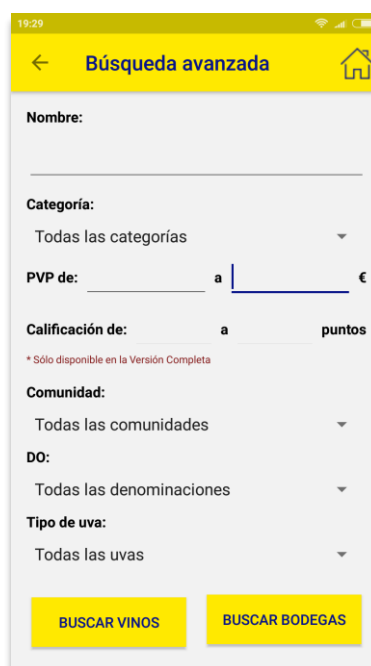 19:29
Búsqueda avanzada
Nombre:
Categoría:
Todas las categorías
PVP de: a €
Calificación de: a puntos
* Sólo disponible en la Versión Completa
Comunidad:
Todas las comunidades
DO:
Todas las denominaciones
Tipo de uva:
Todas las uvas
BUSCAR VINOS BUSCAR BODEGAS